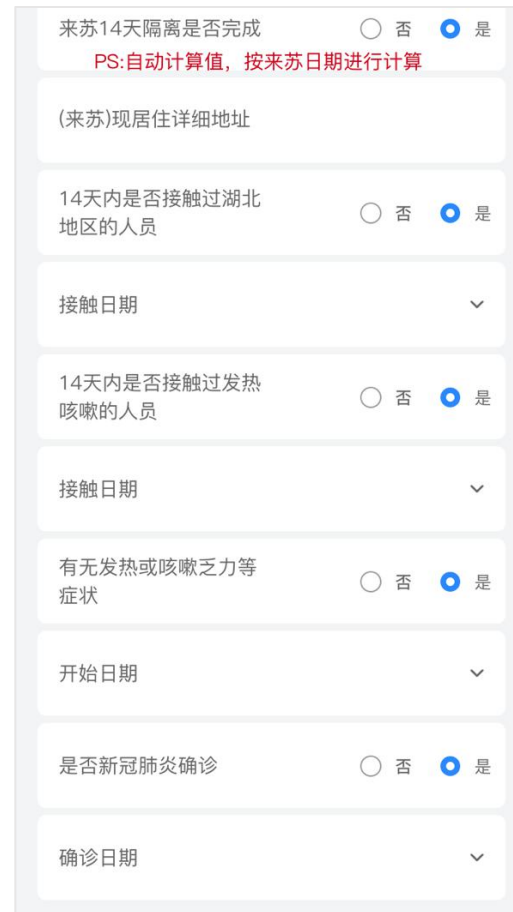 来苏14天隔离是否完成 否 是
PS:自动计算值，按来苏日期进行计算
(来苏)现居住详细地址
14天内是否接触过湖北
地区的人员 否 是
接触日期
14天内是否接触过发热
咳嗽的人员 否 是
接触日期
有无发热或咳嗽乏力等
症状 否 是
开始日期
是否新冠肺炎确诊 否 是
确诊日期